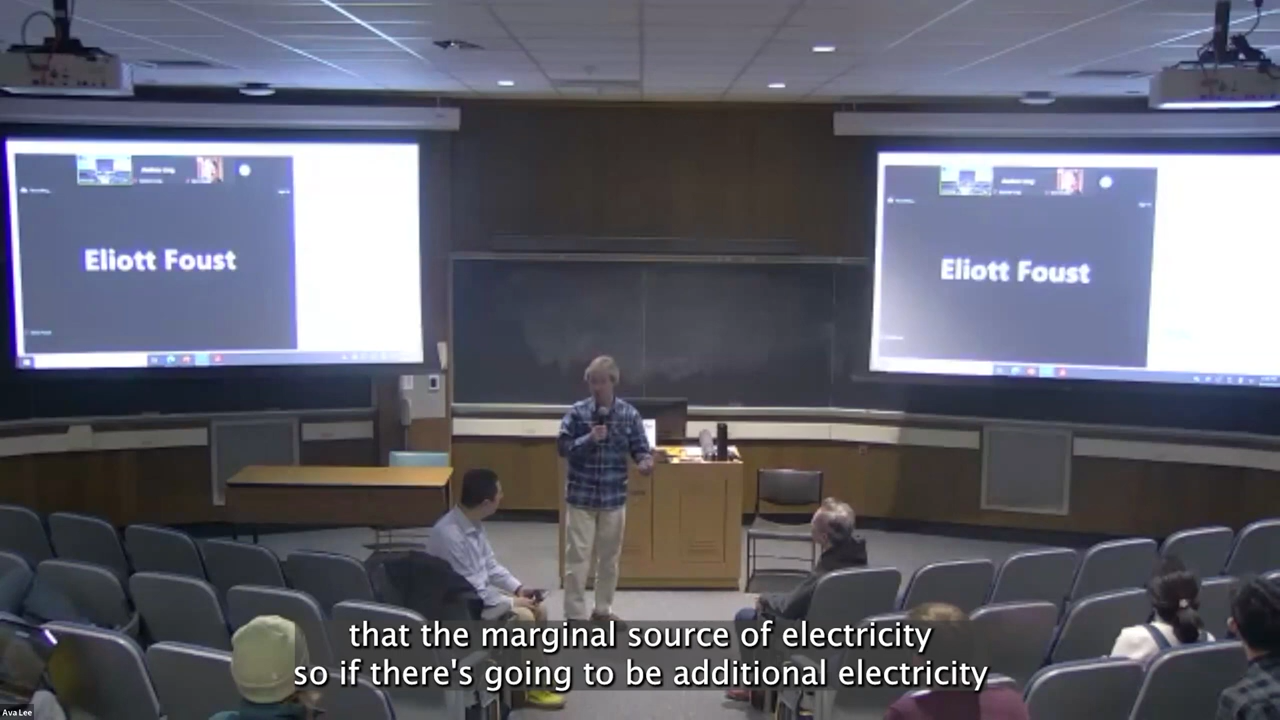 Eliott Foust
Eliott Foust
that the marginal source of electricity
so if there's going to be additional electricity
Ava Lee